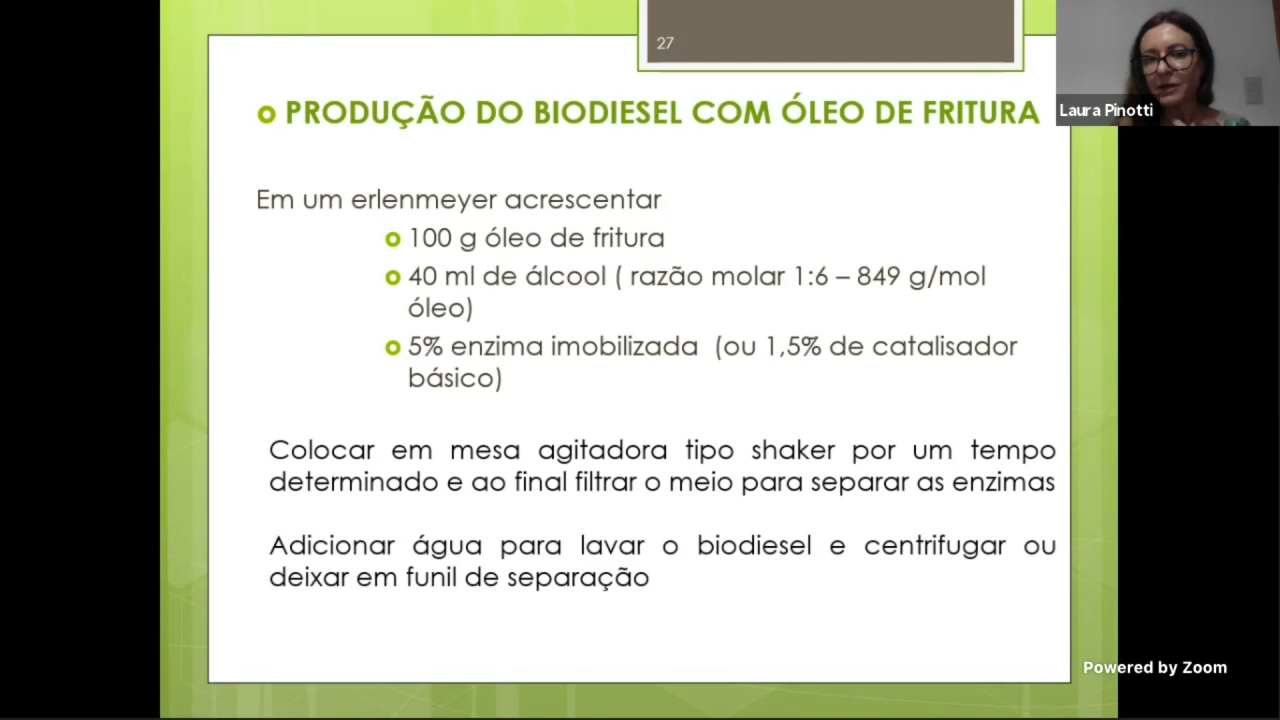 27
Laura Pinotti
PRODUÇÃO DO BIODIESEL COM ÓLEO DE FRITURA
Em um erlenmeyer acrescentar
100 g óleo de fritura
40 ml de álcool ( razão molar 1:6 – 849 g/mol
óleo)
5% enzima imobilizada (ou 1,5% de catalisador
básico)
Colocar em mesa agitadora tipo shaker por um tempo
determinado e ao final filtrar o meio para separar as enzimas
Adicionar água para lavar o biodiesel e centrifugar ou
deixar em funil de separação
Powered by Zoom